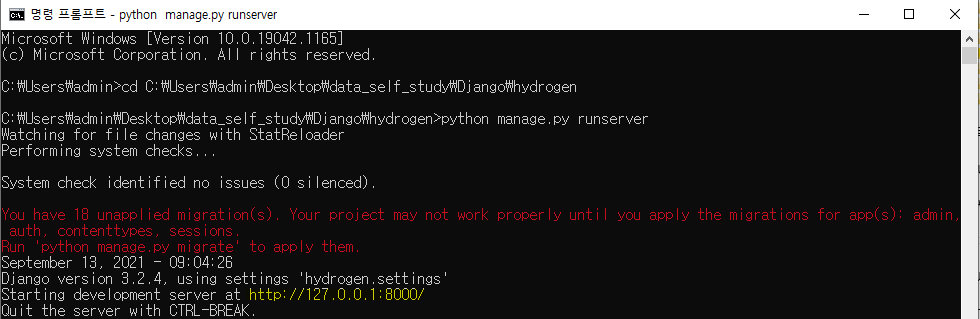 명령 프롬프트 - python  manage.py runserver
Microsoft Windows [Version 10.0.19042.1165]
(c) Microsoft Corporation. All rights reserved.
C:₩Users₩admin>cd C:₩Users₩admin₩Desktop₩data_self_study₩Django₩hydrogen
C:₩Users₩admin₩Desktop₩data_self_study₩Django₩hydrogen>python manage.py runserver
Watching for file changes with StatReloader
Performing system checks...
System check identified no issues (0 silenced).
You have 18 unapplied migration(s). Your project may not work properly until you apply the migrations for app(s): admin,
 auth, contenttypes, sessions.
Run 'python manage.py migrate' to apply them.
September 13, 2021 - 09:04:26
Django version 3.2.4, using settings 'hydrogen.settings'
Starting development server at http://127.0.0.1:8000/
Quit the server with CTRL-BREAK.